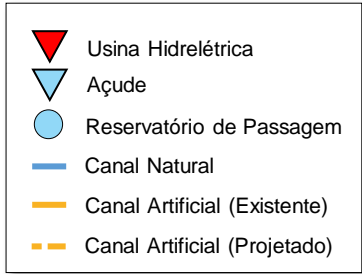 Usina Hidrelétrica
Açude
Reservatório de Passagem
Canal Natural
Canal Artificial (Existente)
Canal Artificial (Projetado)